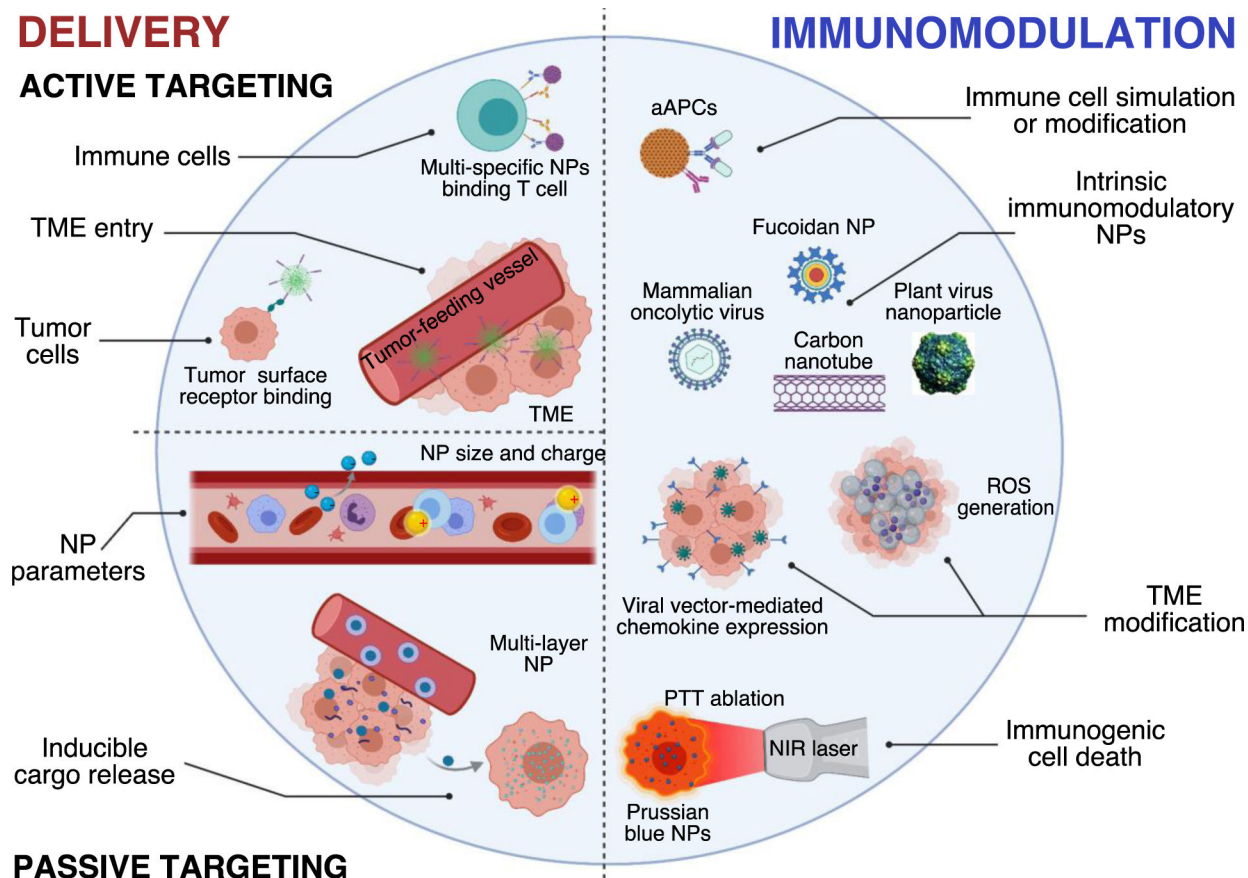 DELIVERY
ACTIVE TARGETING
Immune cells
Multi-specific NPs
binding T cell
TME entry
Tumor-feeding vessel
TME
Tumor
cells
Tumor surface
receptor binding
NP size and charge
NP
parameters
+
+
Multi-layer
NP
Inducible
cargo release
PASSIVE TARGETING
IMMUNOMODULATION
aAPCs
Immune cell simulation
or modification
Intrinsic
immunomodulatory
NPs
Fucoidan NP
Mammalian
oncolytic virus
Carbon
nanotube
Plant virus
nanoparticle
ROS
generation
Viral vector-mediated
chemokine expression
TME
modification
PTT ablation
NIR laser
Prussian
blue NPs
Immunogenic
cell death